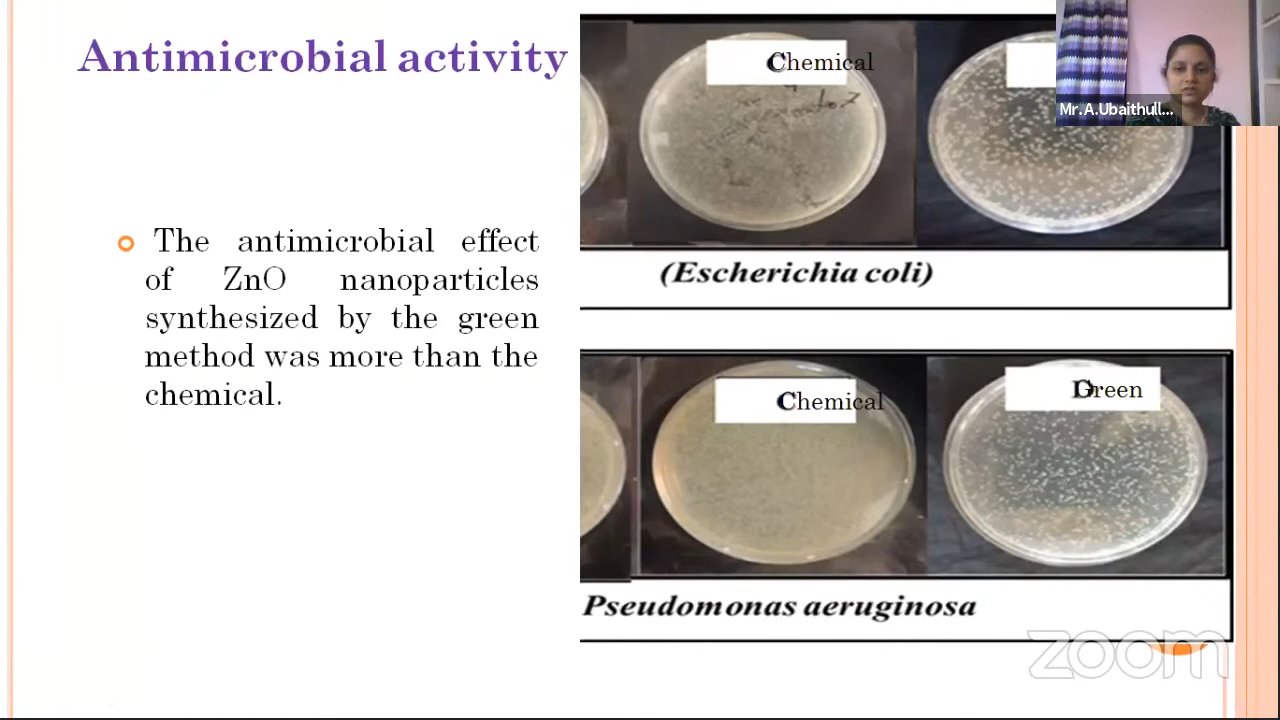 Antimicrobial activity
The antimicrobial effect
of ZnO nanoparticles
synthesized by the green
method was more than the
chemical.
Chemical
Mr.A.Ubaithull...
(Escherichia coli)
Chemical
Green
Pseudomonas aeruginosa
zoom